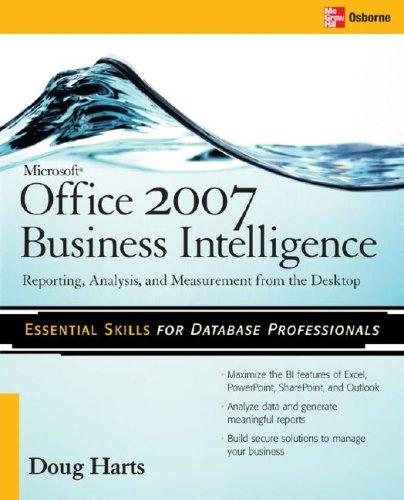 Mc
Graw
Hill
Osborne
Microsoft®
Office 2007
Business Intelligence
Reporting, Analysis, and Measurement from the Desktop
ESSENTIAL SKILLS FOR DATABASE PROFESSIONALS
• Maximize the BI features of Excel,
PowerPoint, SharePoint, and Outlook
• Analyze data and generate
meaningful reports
• Build secure solutions to manage
your business
Doug Harts